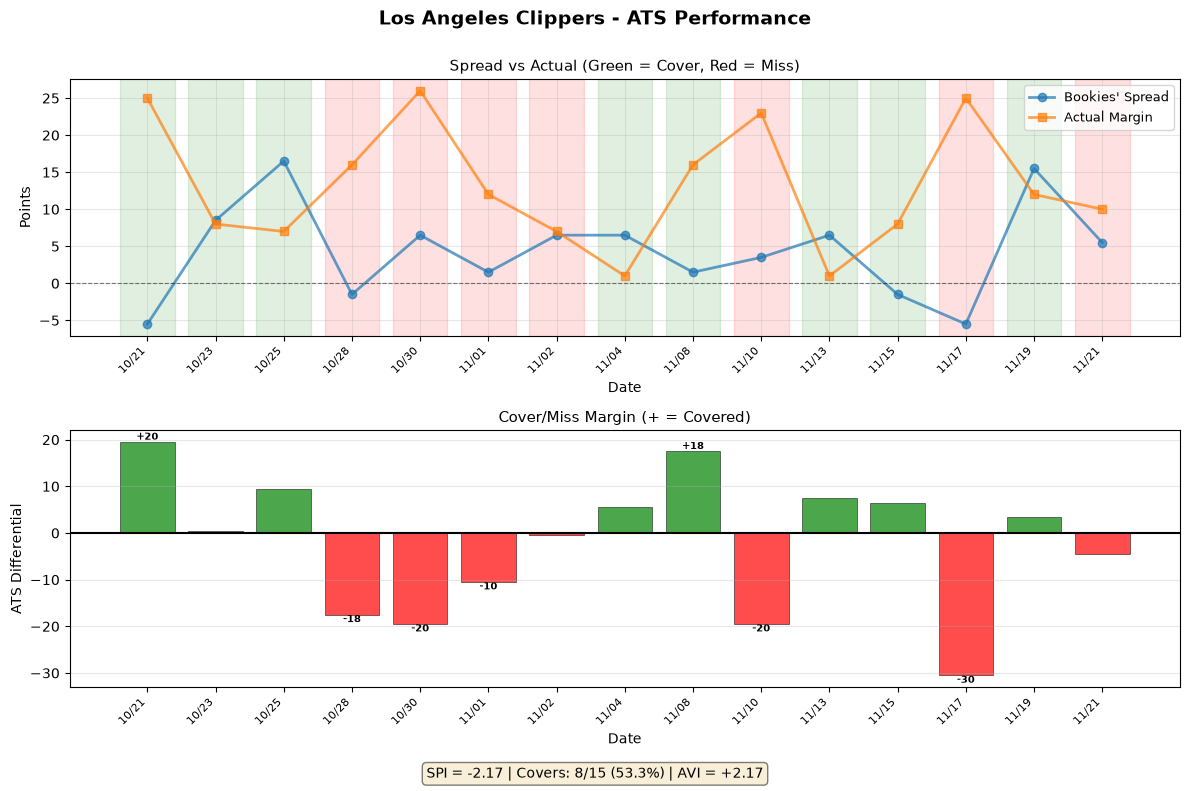 Los Angeles Clippers - ATS Performance
Spread vs Actual (Green = Cover, Red = Miss)
Bookies' Spread
Actual Margin
Points
25
20
15
10
5
0
−5
10/21 10/23 10/25 10/28 10/30 11/01 11/02 11/04 11/08 11/10 11/13 11/15 11/17 11/19 11/21
Date
Cover/Miss Margin (+ = Covered)
ATS Differential
20
10
0
−10
−20
−30
+20
+18
-18
-20
-10
-20
-30
10/21 10/23 10/25 10/28 10/30 11/01 11/02 11/04 11/08 11/10 11/13 11/15 11/17 11/19 11/21
Date
SPI = -2.17 | Covers: 8/15 (53.3%) | AVI = +2.17